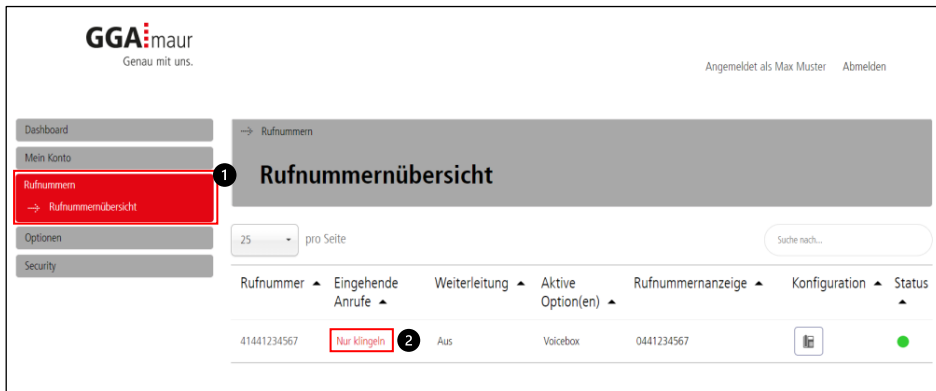 GGA maur
Genau mit uns.
Angemeldet als Max Muster Abmelden
Dashboard
Mein Konto
Rufnummern
Rufnummernübersicht
Optionen
Security
1
Rufnummern
Rufnummernübersicht
25 pro Seite
Suche nach...
Rufnummer Eingehende Anrufe Weiterleitung Aktive Option(en) Rufnummernanzeige Konfiguration Status
41441234567 Nur klingeln 2 Aus Voicebox 0441234567